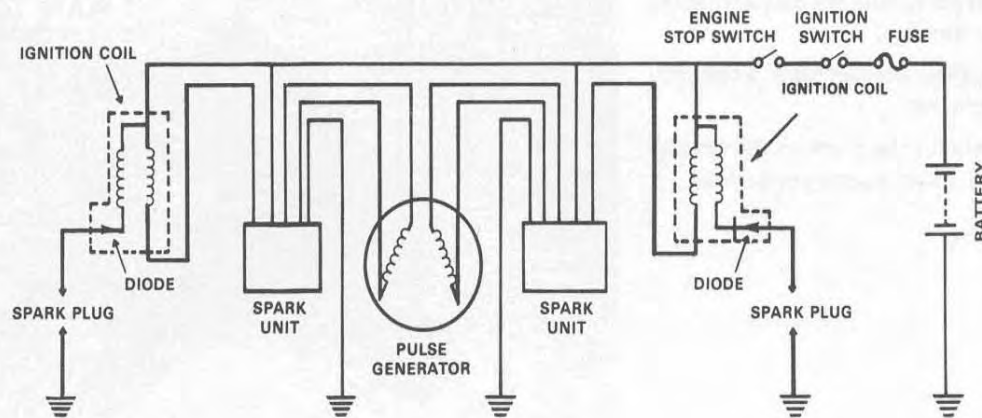 ENGINE
STOP SWITCH
IGNITION
SWITCH
FUSE
IGNITION COIL
IGNITION COIL
BATTERY
DIODE
DIODE
SPARK PLUG
SPARK
UNIT
PULSE
GENERATOR
SPARK
UNIT
SPARK PLUG